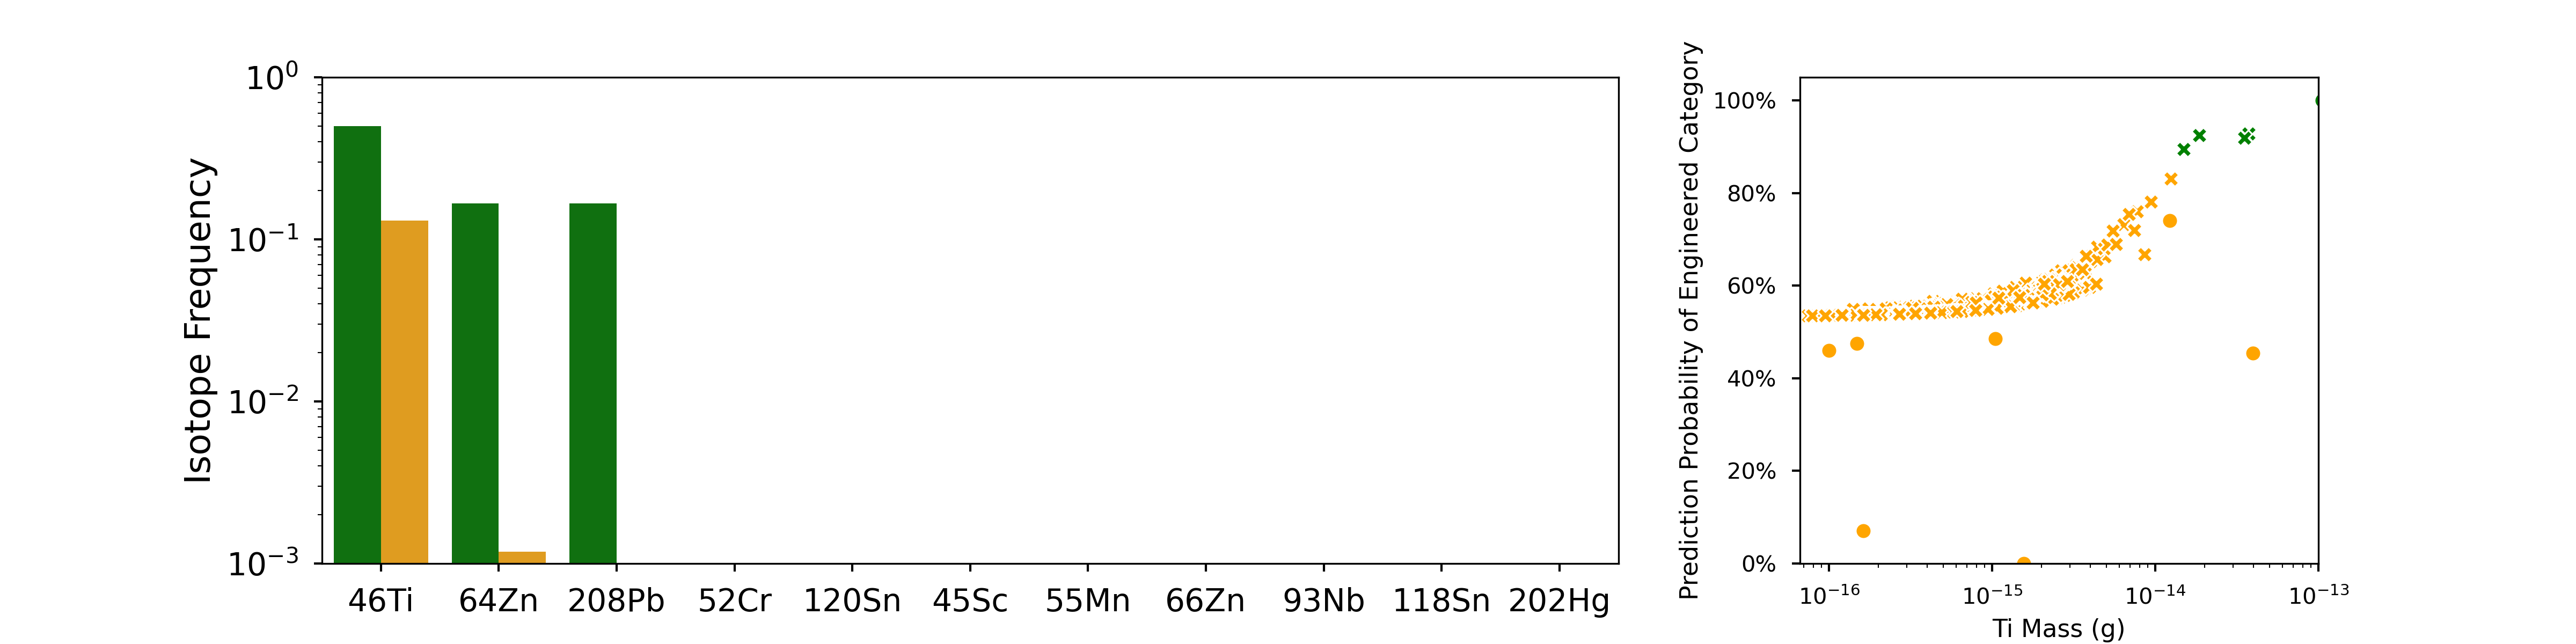 Isotope Frequency
10⁰
10⁻¹
10⁻²
10⁻³
46Ti 64Zn 208Pb 52Cr 120Sn 45Sc 55Mn 66Zn 93Nb 118Sn 202Hg
Prediction Probability of Engineered Category
100%
80%
60%
40%
20%
0%
10⁻¹⁶ 10⁻¹⁵ 10⁻¹⁴ 10⁻¹³
Ti Mass (g)